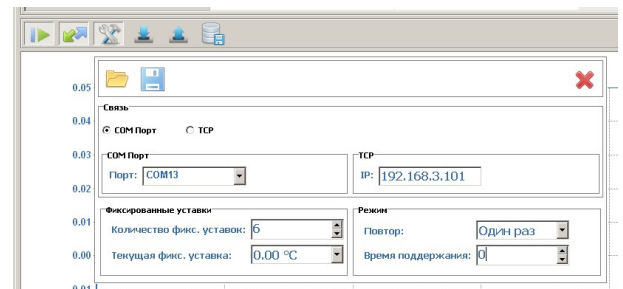 0.05
Связь
0.04
COM Порт TCP
0.03
COM Порт TCP
Порт: COM13 IP: 192.168.3.101
0.02
Фиксированные уставки Режим
0.01
Количество фикс. уставок: 6 Повтор: Один раз
0.00
Текущая фикс. уставка: 0.00 °C Время поддержания: 0
0.01